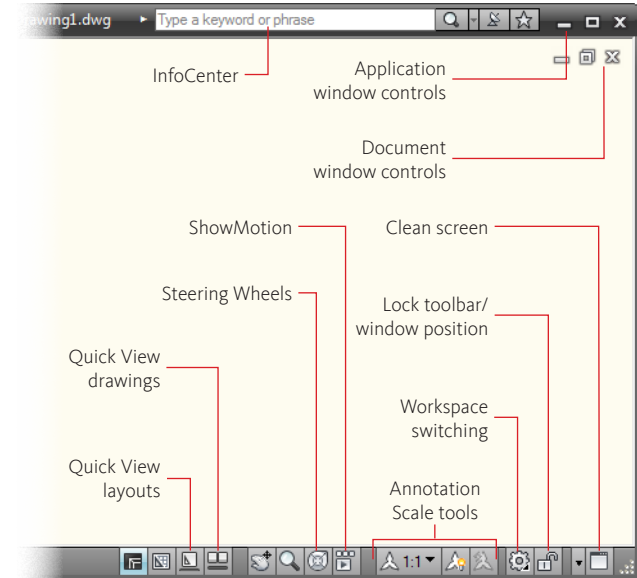 Drawing1.dwg
Type a keyword or phrase
InfoCenter
Application
window controls
Document
window controls
ShowMotion
Clean screen
Steering Wheels
Lock toolbar/
window position
Quick View
drawings
Workspace
switching
Quick View
layouts
Annotation
Scale tools
1:1